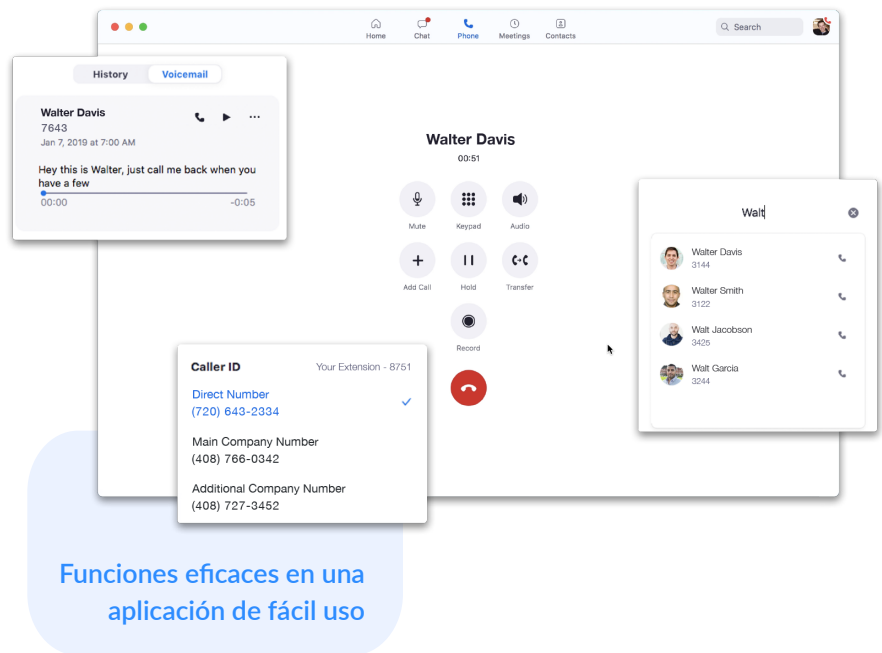 Home
Chat
Phone
Meetings
Contacts
Search
History
Voicemail
Walter Davis
7643
Jan 7, 2019 at 7:00 AM
Hey this is Walter, just call me back when you
have a few
00:00
-0:05
Walter Davis
00:51
Mute
Keypad
Audio
Add Call
Hold
Transfer
Record
Walt
Walter Davis
3144
Walter Smith
3122
Walt Jacobson
3425
Walt Garcia
3244
Caller ID
Your Extension - 8751
Direct Number
(720) 643-2334
Main Company Number
(408) 766-0342
Additional Company Number
(408) 727-3452
Funciones eficaces en una
aplicación de fácil uso